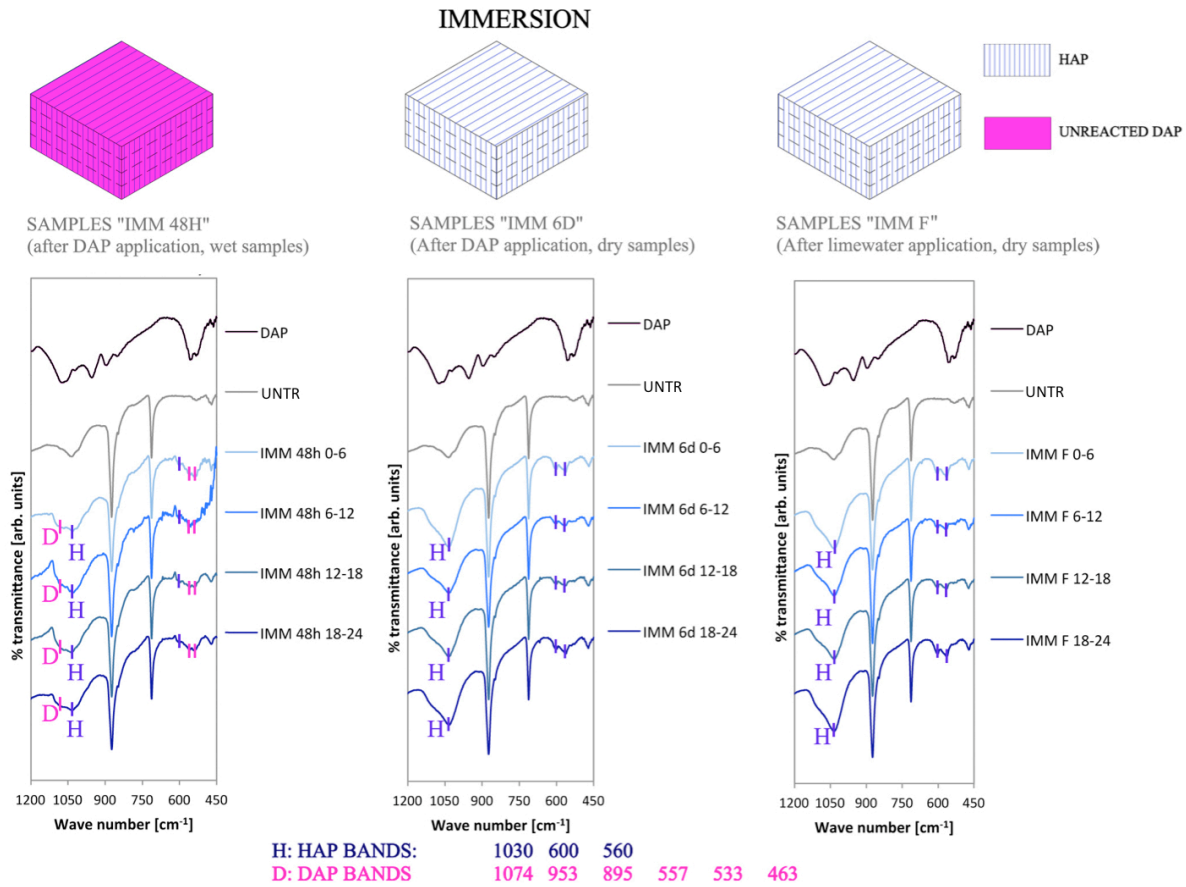 IMMERSION
HAP
UNREACTED DAP
SAMPLES "IMM 48H"
(after DAP application, wet samples)
SAMPLES "IMM 6D"
(After DAP application, dry samples)
SAMPLES "IMM F"
(After limewater application, dry samples)
% transmittance [arb. units]
DAP
UNTR
IMM 48h 0-6
IMM 48h 6-12
IMM 48h 12-18
IMM 48h 18-24
D
H
D
H
D
H
D
H
1200 1050 900 750 600 450
Wave number [cm-1]
% transmittance [arb. units]
DAP
UNTR
IMM 6d 0-6
IMM 6d 6-12
IMM 6d 12-18
IMM 6d 18-24
H
H
H
H
1200 1050 900 750 600 450
Wave number [cm-1]
% transmittance [arb. units]
DAP
UNTR
IMM F 0-6
IMM F 6-12
IMM F 12-18
IMM F 18-24
H
H
H
H
1200 1050 900 750 600 450
Wave number [cm-1]
H: HAP BANDS: 1030 600 560
D: DAP BANDS 1074 953 895 557 533 463